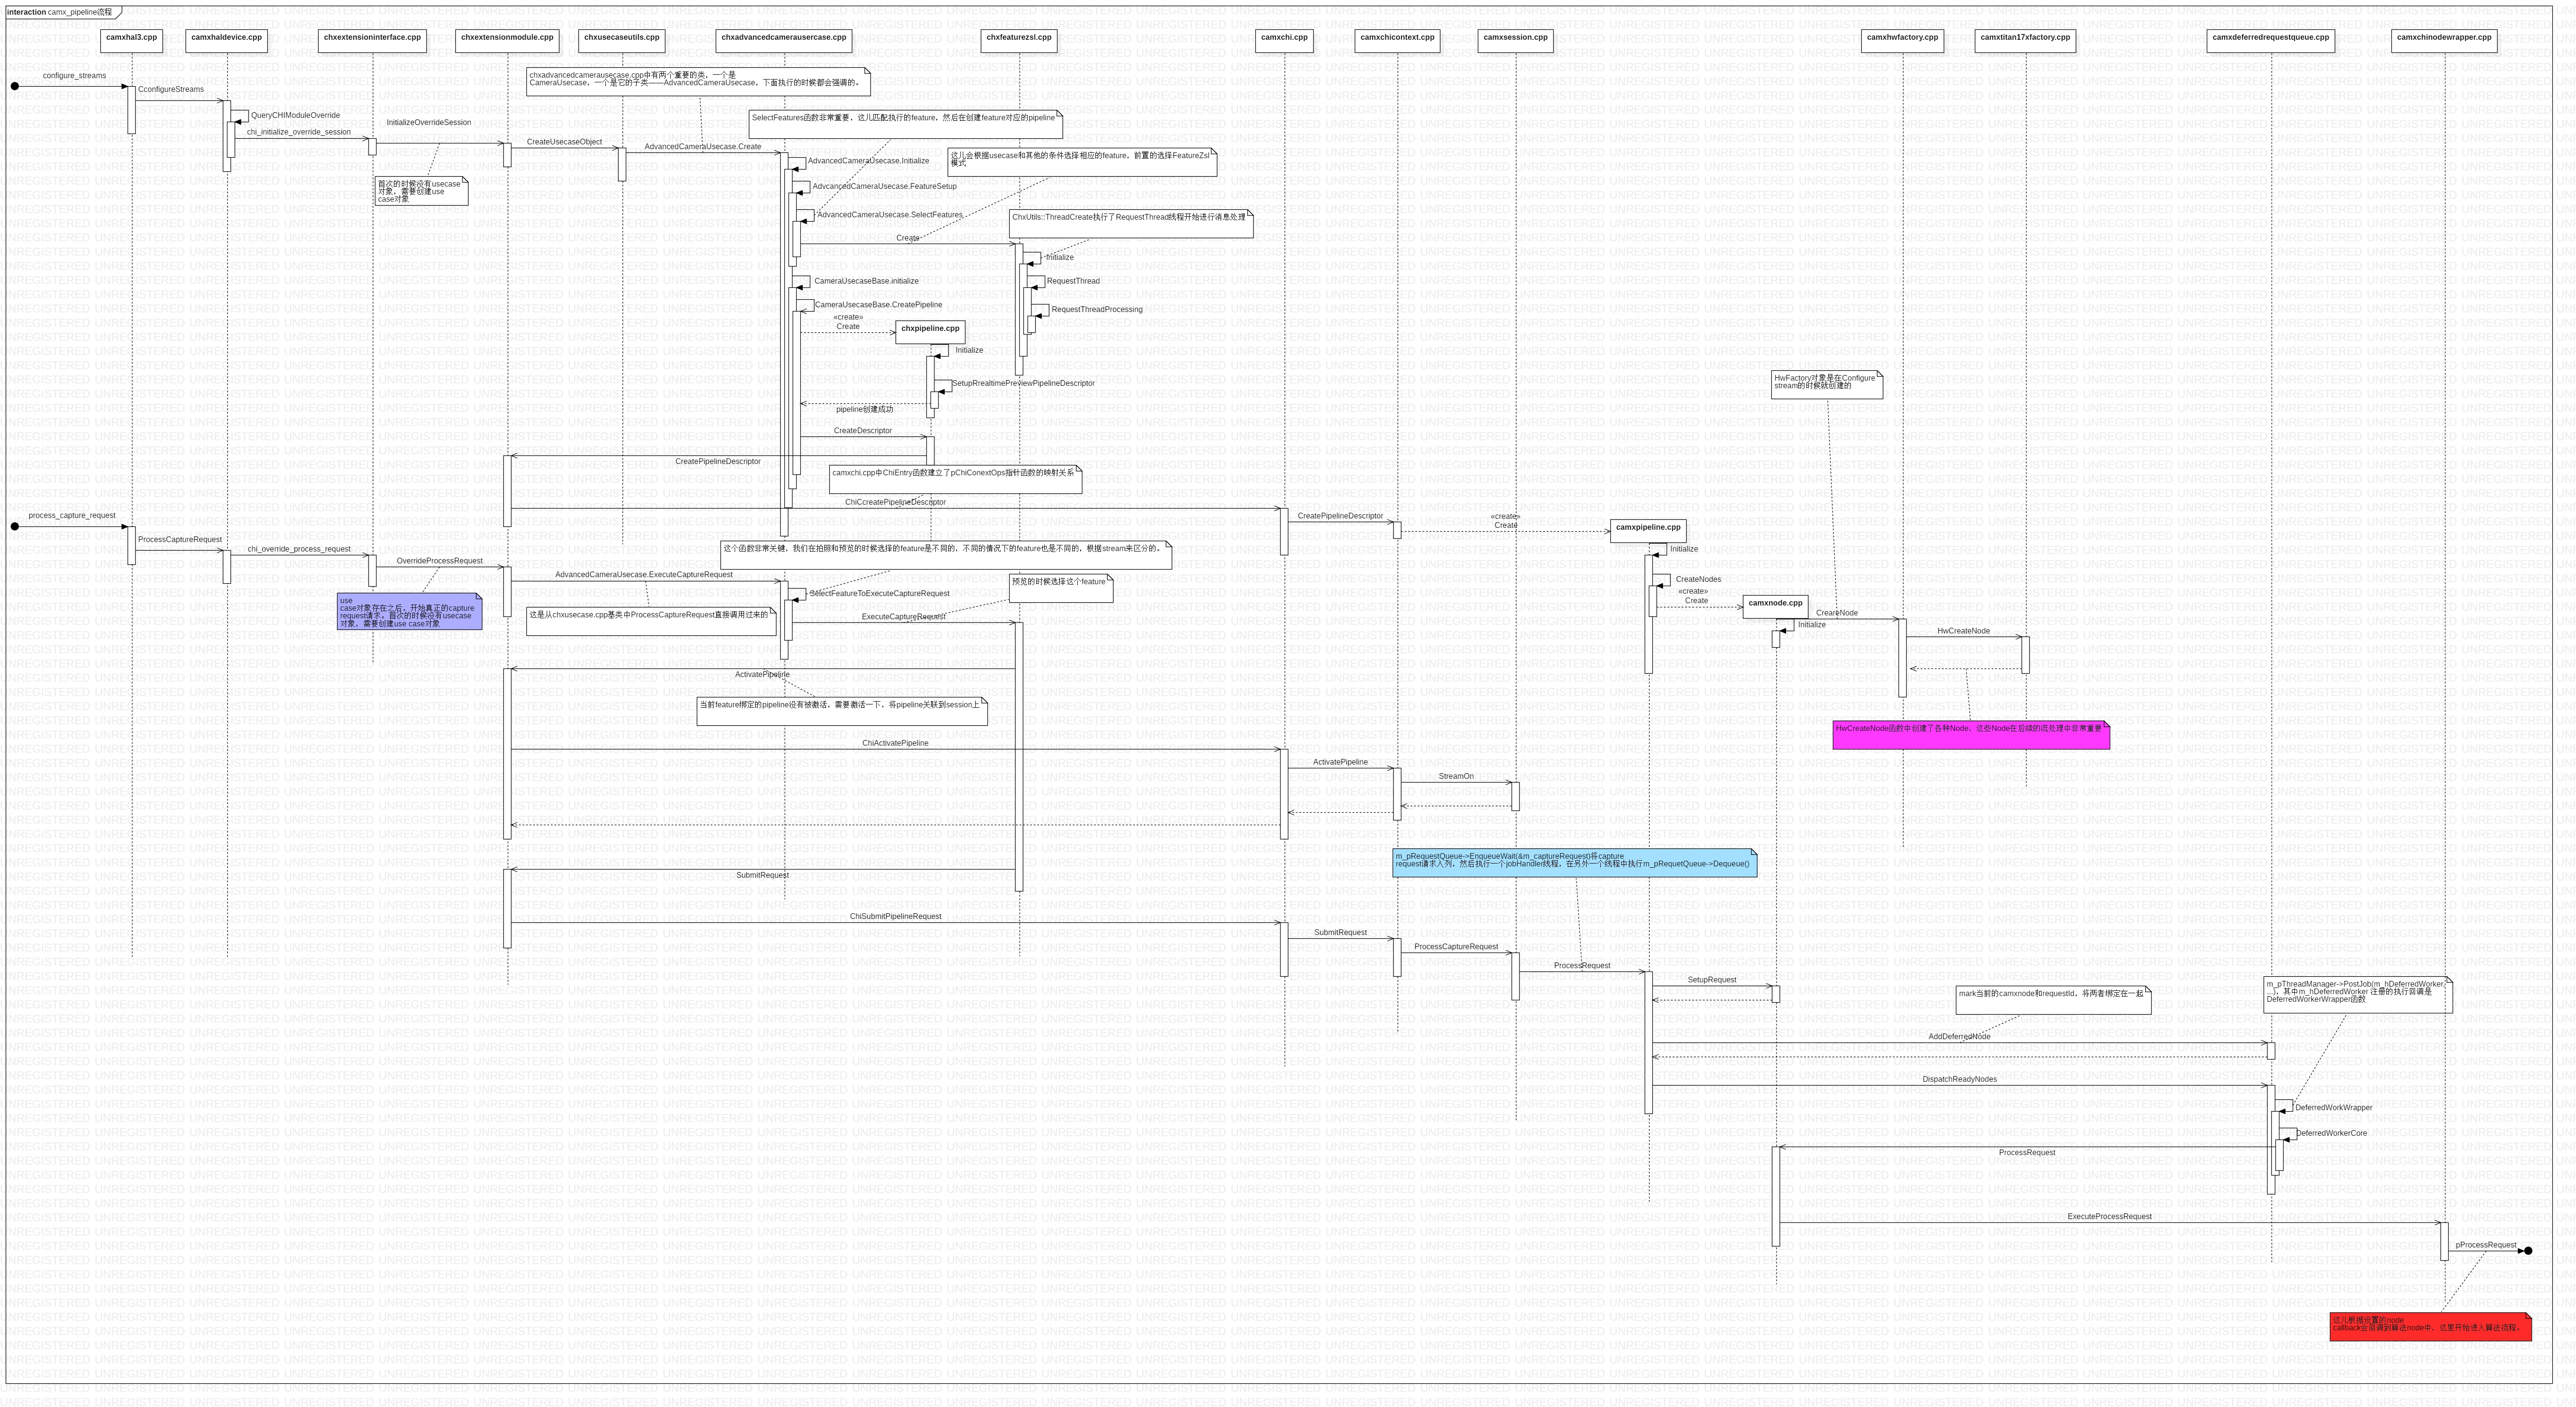 interaction camx_pipeline流程
camxhal3.cpp
camxhaldevice.cpp
chxextensioninterface.cpp
chxextensionmodule.cpp
chxusecaseutils.cpp
chxadvancedcamerausercase.cpp
chxfeaturezsl.cpp
camxchi.cpp
camxchicontext.cpp
camxsession.cpp
camxhwfactory.cpp
camxtitan17xfactory.cpp
camxdeferredrequestqueue.cpp
camxchinodewrapper.cpp
configure_streams
chxadvancedcamerausecase.cpp中有两个重要的类，一个是
CameraUsecase，一个是它的子类——AdvancedCameraUsecase，下面执行的时候都会强调的。
CconfigureStreams
QueryCHIModuleOverride
SelectFeatures函数非常重要，这儿匹配执行的feature，然后在创建feature对应的pipeline
InitializeOverrideSession
chi_initialize_override_session
CreateUsecaseObject
AdvancedCameraUsecase.Create
这儿会根据usecase和其他的条件选择相应的feature，前置的选择FeatureZsl
模式
AdvancedCameraUsecase.Initialize
首次的时候没有usecase
对象，需要创建use
case对象
AdvcancedCameraUsecase.FeatureSetup
AdvancedCameraUsecase.SelectFeatures
ChxUtils::ThreadCreate执行了RequestThread线程开始进行消息处理
Create
Initialize
CameraUsecaseBase.initialize
RequestThread
CameraUsecaseBase.CreatePipeline
RequestThreadProcessing
«create»
Create
chxpipeline.cpp
Initialize
SetupRrealtimePreviewPipelineDescriptor
HwFactory对象是在Configure
stream的时候就创建的
pipeline创建成功
CreateDescriptor
CreatePipelineDescriptor
camxchi.cpp中ChiEntry函数建立了pChiConextOps指针函数的映射关系
ChiCcreatePipelineDescriptor
process_capture_request
CreatePipelineDescriptor
«create»
Create
camxpipeline.cpp
ProcessCaptureRequest
chi_override_process_request
这个函数非常关键，我们在拍照和预览的时候选择的feature是不同的，不同的情况下的feature也是不同的，根据stream来区分的。
Initialize
OverrideProcessRequest
AdvancedCameraUsecase.ExecuteCaptureRequest
预览的时候选择这个feature
CreateNodes
SelectFeatureToExecuteCaptureRequest
«create»
Create
camxnode.cpp
use
case对象存在之后，开始真正的capture
request请求。首次的时候没有usecase
对象，需要创建use case对象
这是从chxusecase.cpp基类中ProcessCaptureRequest直接调用过来的
ExecuteCaptureRequest
CreareNode
Initialize
HwCreateNode
ActivatePipeline
当前feature绑定的pipeline没有被激活，需要激活一下，将pipeline关联到session上
HwCreateNode函数中创建了各种Node，这些Node在后续的流处理中非常重要
ChiActivatePipeline
ActivatePipeline
StreamOn
m_pRequestQueue->EnqueueWait(&m_captureRequest)将capture
request请求入列，然后执行一个jobHandler线程，在另外一个线程中执行m_pRequetQueue->Dequeue()
SubmitRequest
ChiSubmitPipelineRequest
SubmitRequest
ProcessCaptureRequest
ProcessRequest
SetupRequest
mark当前的camxnode和requestId，将两者绑定在一起
m_pThreadManager->PostJob(m_hDeferredWorker,
...)，其中m_hDeferredWorker 注册的执行回调是
DeferredWorkerWrapper函数
AddDeferredNode
DispatchReadyNodes
DeferredWorkWrapper
DeferredWorkerCore
ProcessRequest
ExecuteProcessRequest
pProcessRequest
这儿根据设置的node
callback会回调到算法node中，这里开始进入算法流程。